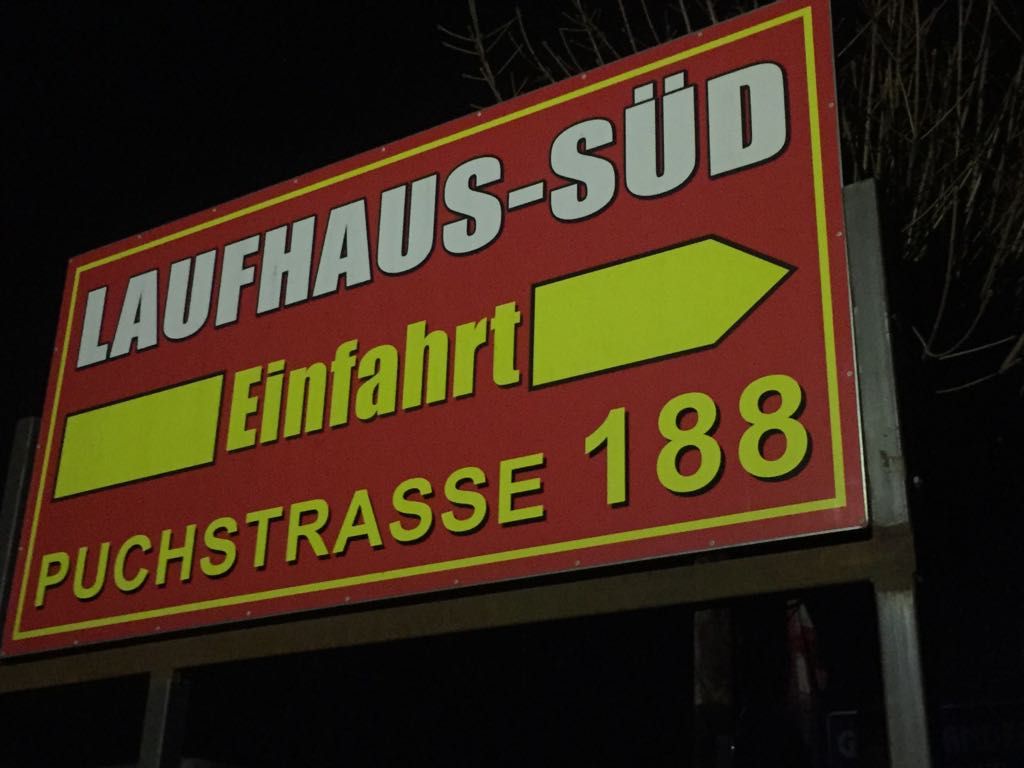 LAUFHAUS-SÜD
Einfahrt
PUCHSTRASSE 188